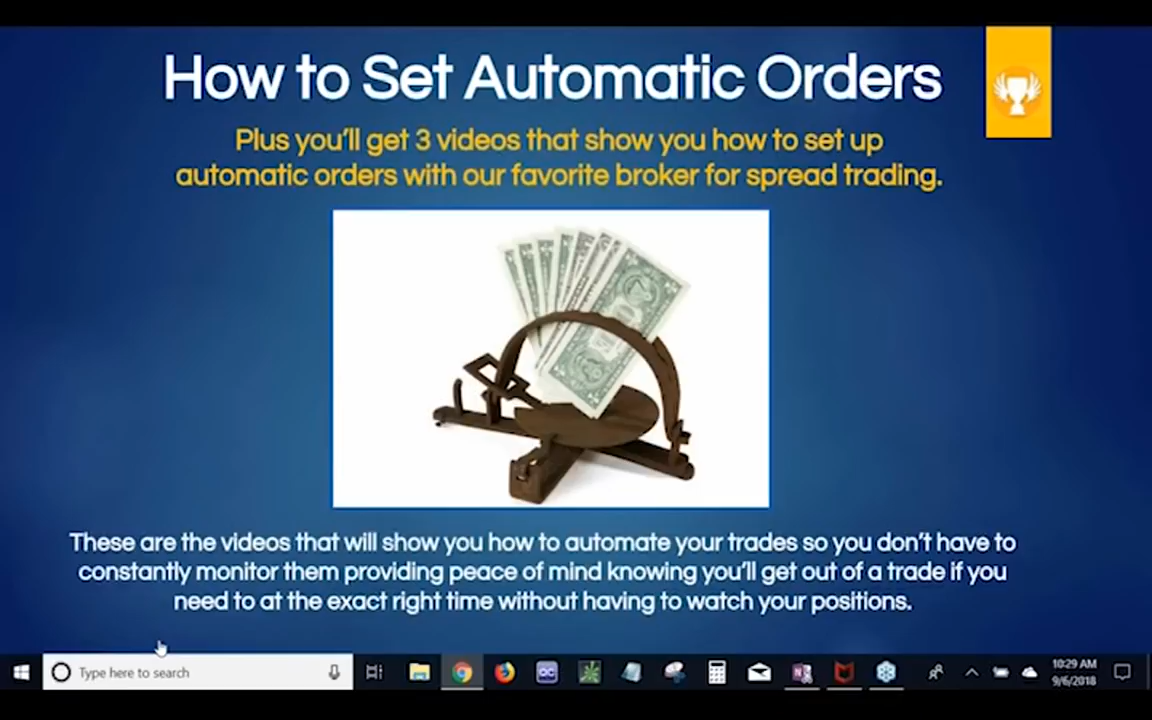 How to Set Automatic Orders
Plus you'll get 3 videos that show you how to set up
automatic orders with our favorite broker for spread trading.
These are the videos that will show you how to automate your trades so you don't have to
constantly monitor them providing peace of mind knowing you'll get out of a trade if you
need to at the exact right time without having to watch your positions.
Type here to search
10:29 AM
9/6/2018